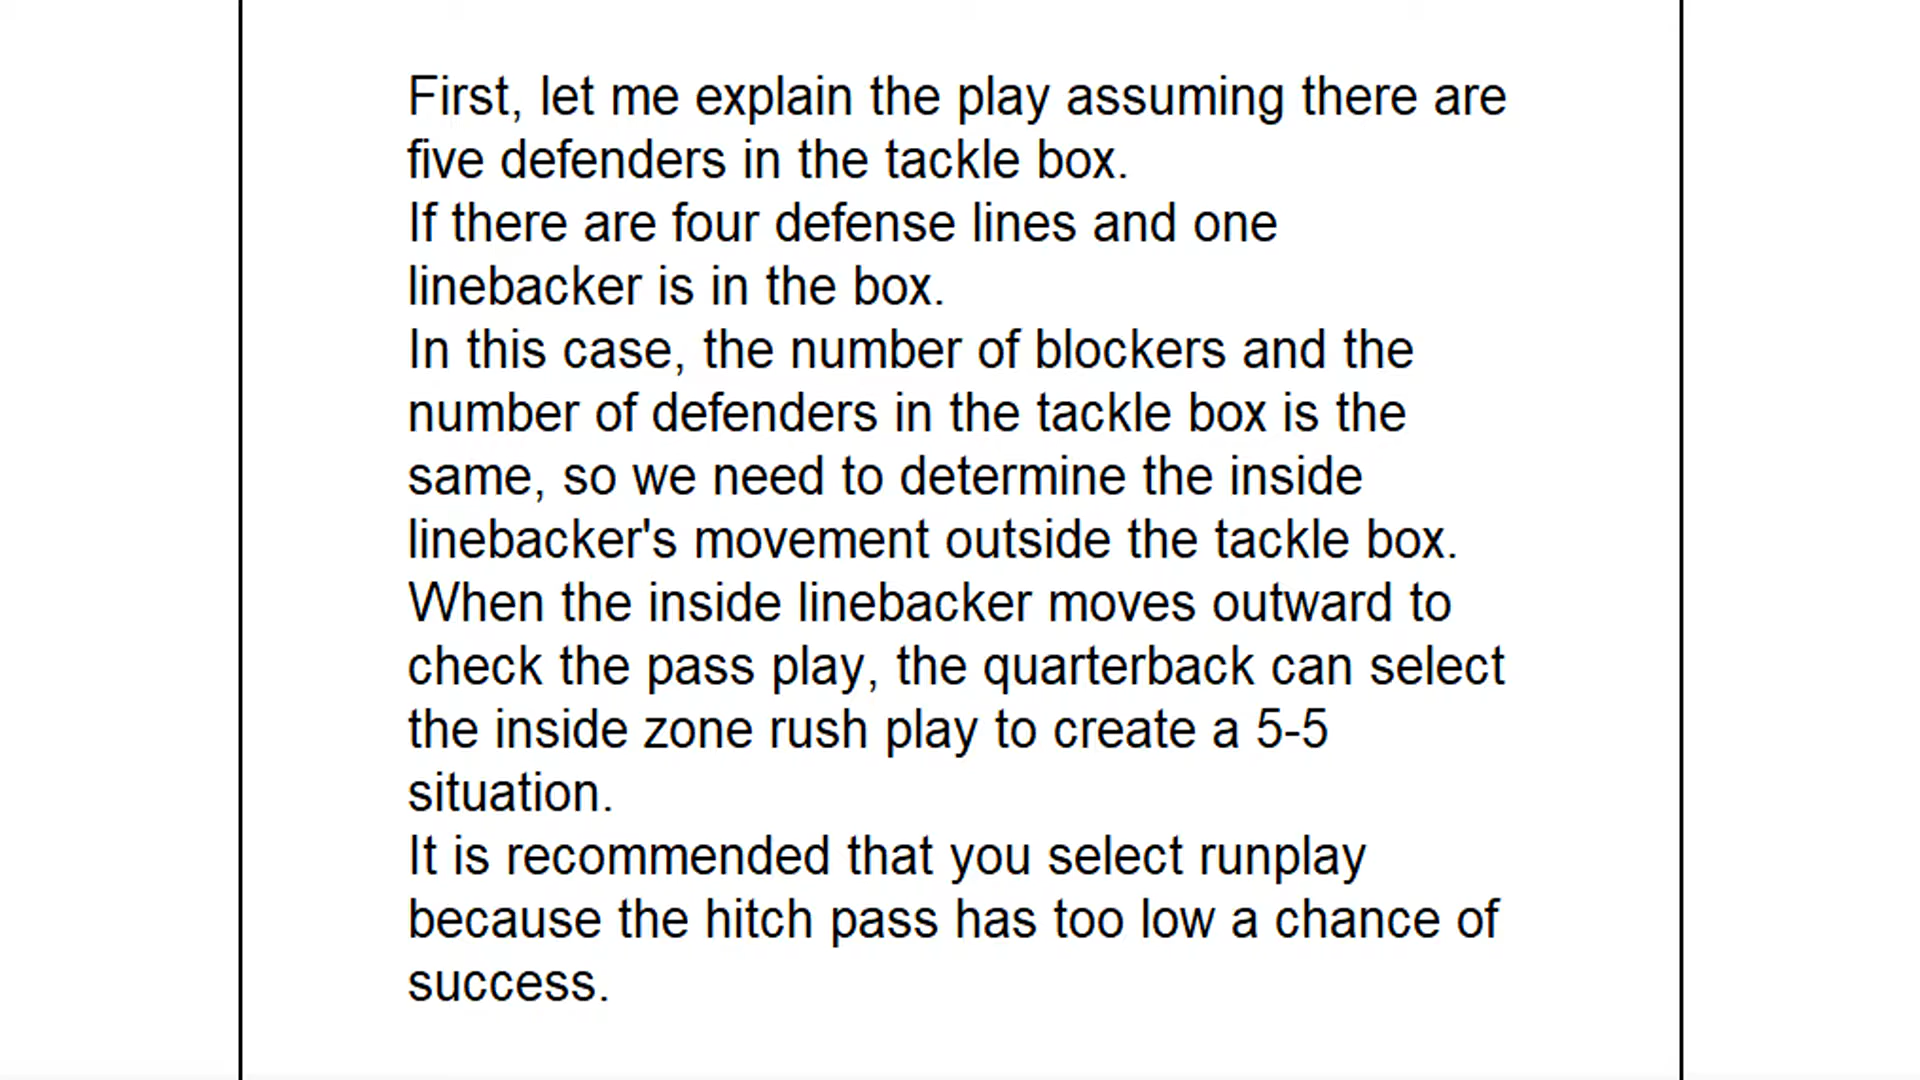 First, let me explain the play assuming there are
five defenders in the tackle box.
If there are four defense lines and one
linebacker is in the box.
In this case, the number of blockers and the
number of defenders in the tackle box is the
same, so we need to determine the inside
linebacker's movement outside the tackle box.
When the inside linebacker moves outward to
check the pass play, the quarterback can select
the inside zone rush play to create a 5-5
situation.
It is recommended that you select runplay
because the hitch pass has too low a chance of
success.